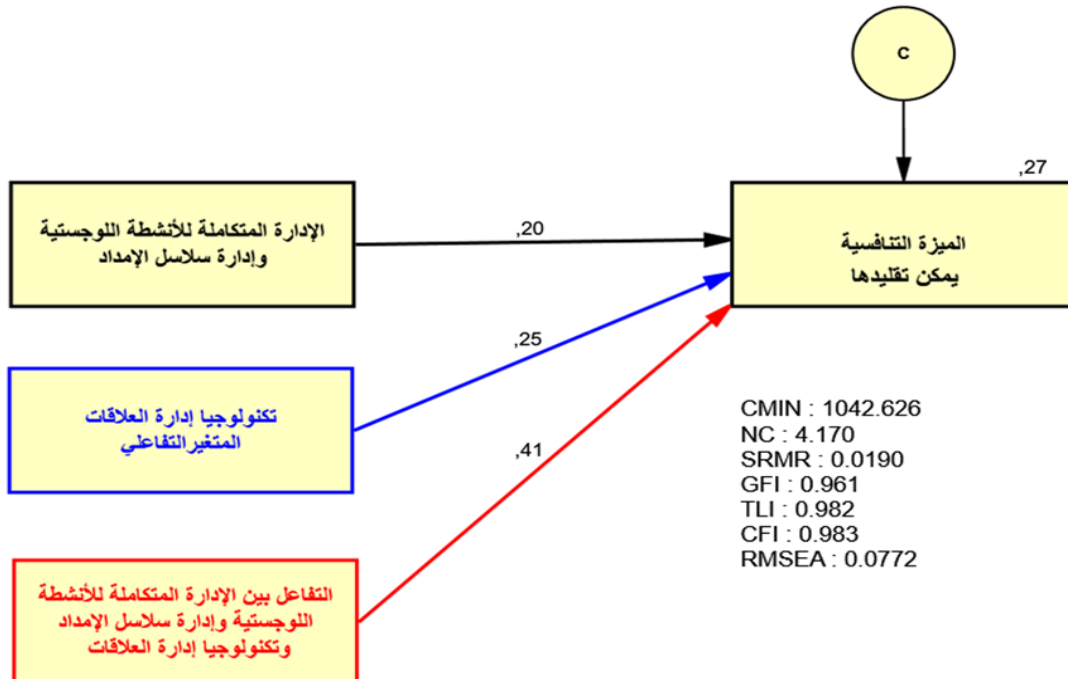 C
,27
الإدارة المتكاملة للأنشطة اللوجستية
وإدارة سلاسل الإمداد
,20
الميزة التنافسية
يمكن تقليدها
,25
تكنولوجيا إدارة العلاقات
المتغيرالتفاعلي
,41
التفاعل بين الإدارة المتكاملة للأنشطة
اللوجستية وإدارة سلاسل الإمداد
وتكنولوجيا إدارة العلاقات
CMIN : 1042.626
NC : 4.170
SRMR : 0.0190
GFI : 0.961
TLI : 0.982
CFI : 0.983
RMSEA : 0.0772